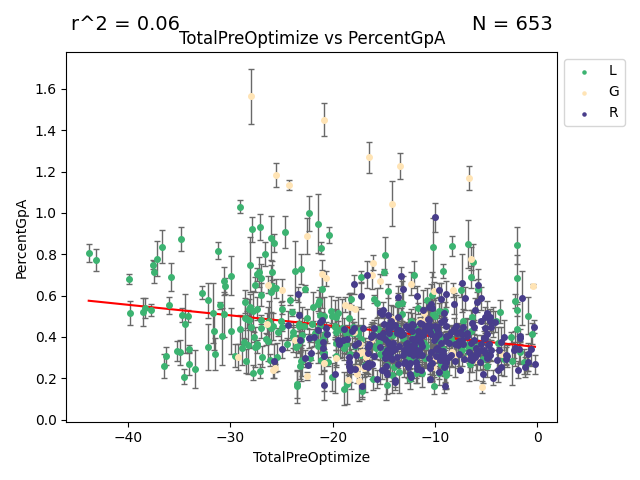 r^2 = 0.06
N = 653
TotalPreOptimize vs PercentGpA
L
G
R
1.6
1.4
1.2
1.0
0.8
0.6
0.4
0.2
0.0
PercentGpA
−40
−30
−20
−10
0
TotalPreOptimize